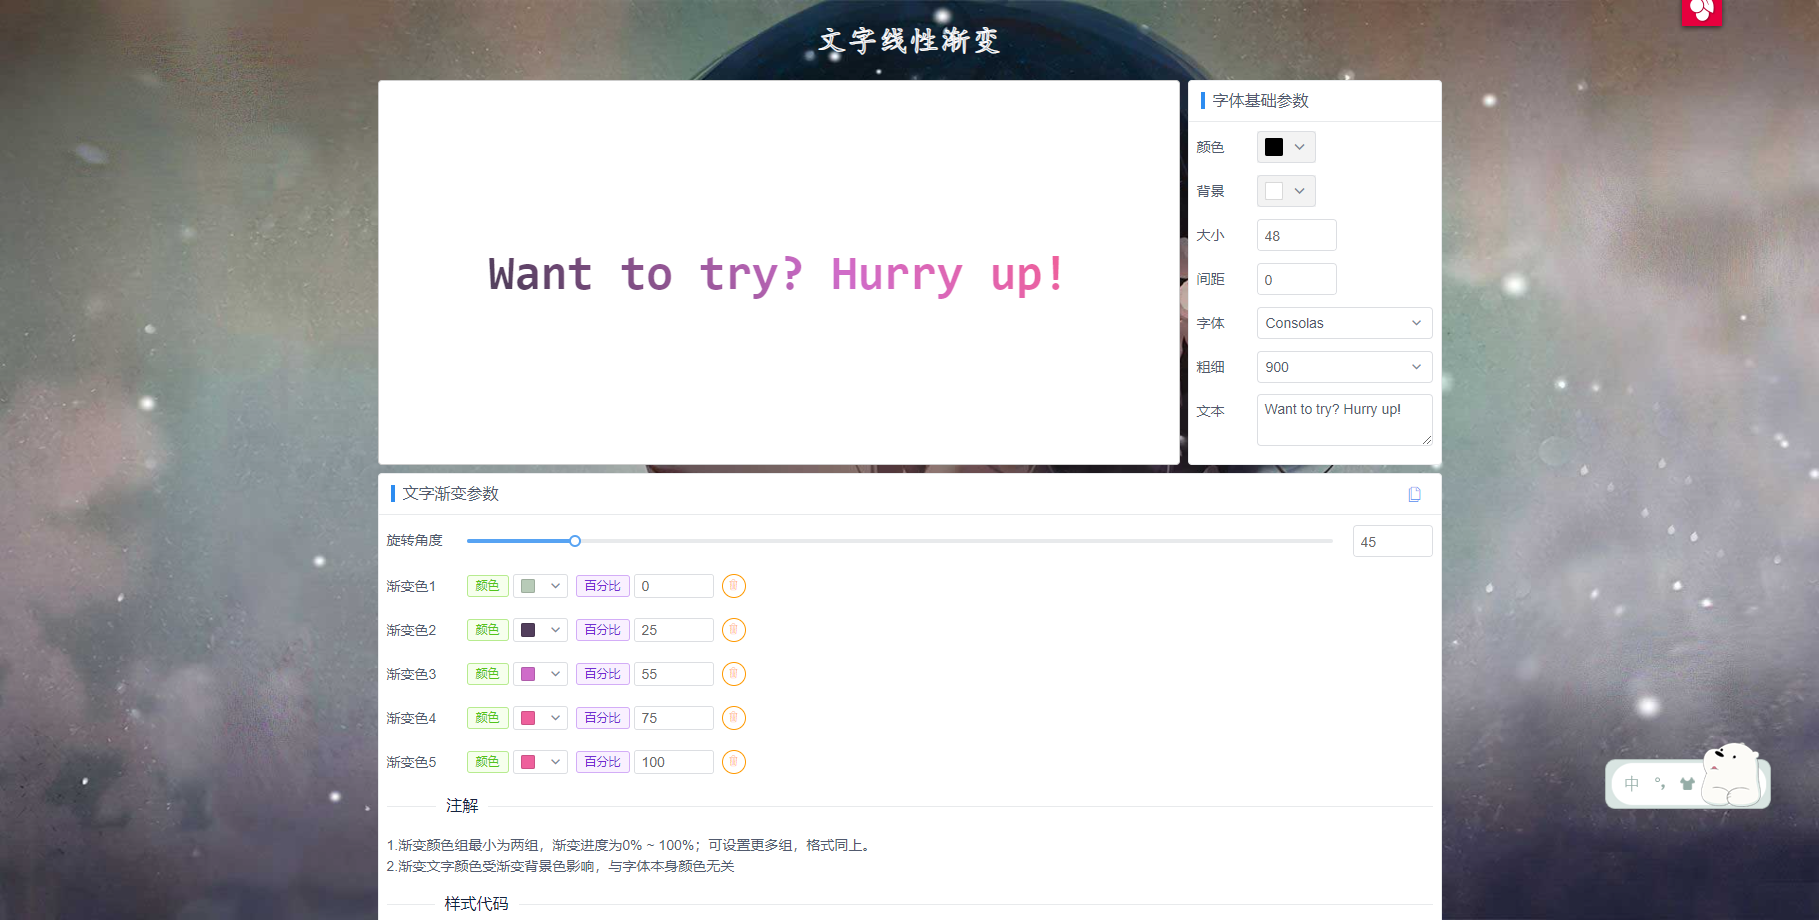 文字线性渐变
Want to try? Hurry up!
字体基础参数
颜色
背景
大小 48
间距 0
字体 Consolas
粗细 900
文本 Want to try? Hurry up!
文字渐变参数
旋转角度 45
渐变色1 颜色 百分比 0
渐变色2 颜色 百分比 25
渐变色3 颜色 百分比 55
渐变色4 颜色 百分比 75
渐变色5 颜色 百分比 100
注解
1.渐变颜色组最小为两组，渐变进度为0% ~ 100%；可设置更多组，格式同上。
2.渐变文字颜色受渐变背景色影响，与字体本身颜色无关
样式代码
中 °,